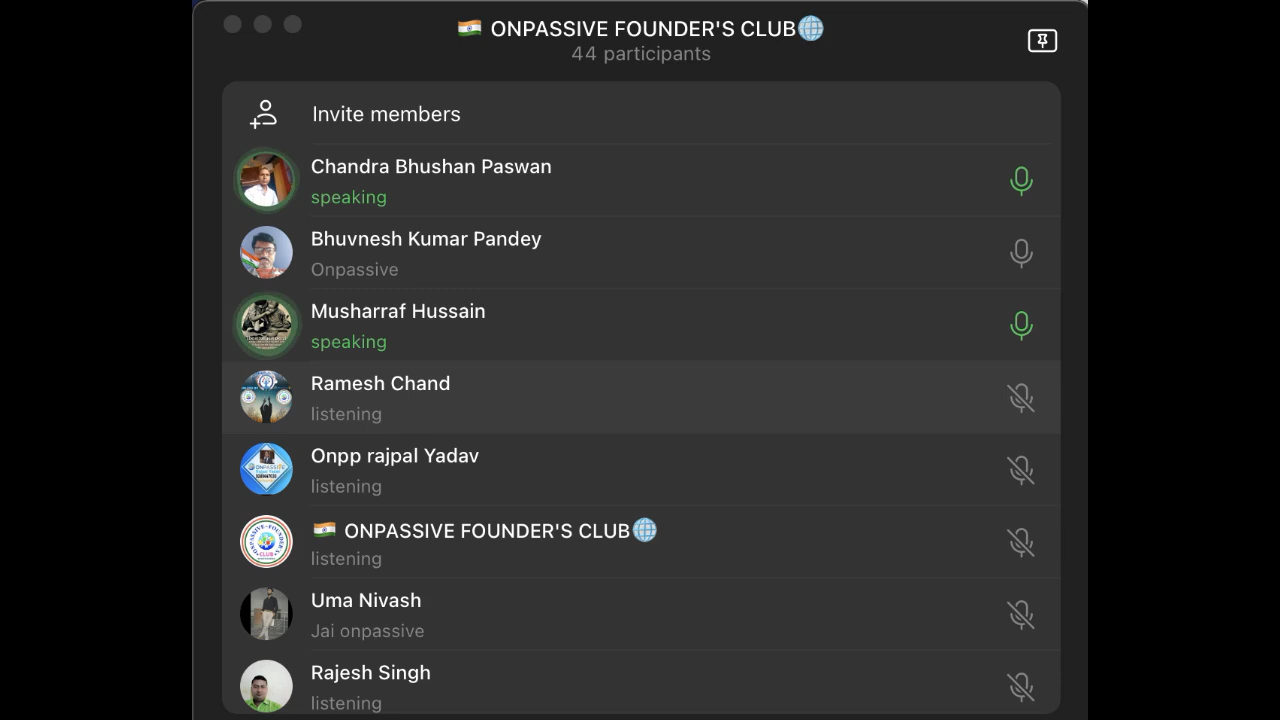 🇮🇳 ONPASSIVE FOUNDER'S CLUB🌐
44 participants
Invite members
Chandra Bhushan Paswan
speaking
Bhuvnesh Kumar Pandey
Onpassive
Musharraf Hussain
speaking
Ramesh Chand
listening
Onpp rajpal Yadav
listening
🇮🇳 ONPASSIVE FOUNDER'S CLUB🌐
listening
Uma Nivash
Jai onpassive
Rajesh Singh
listening